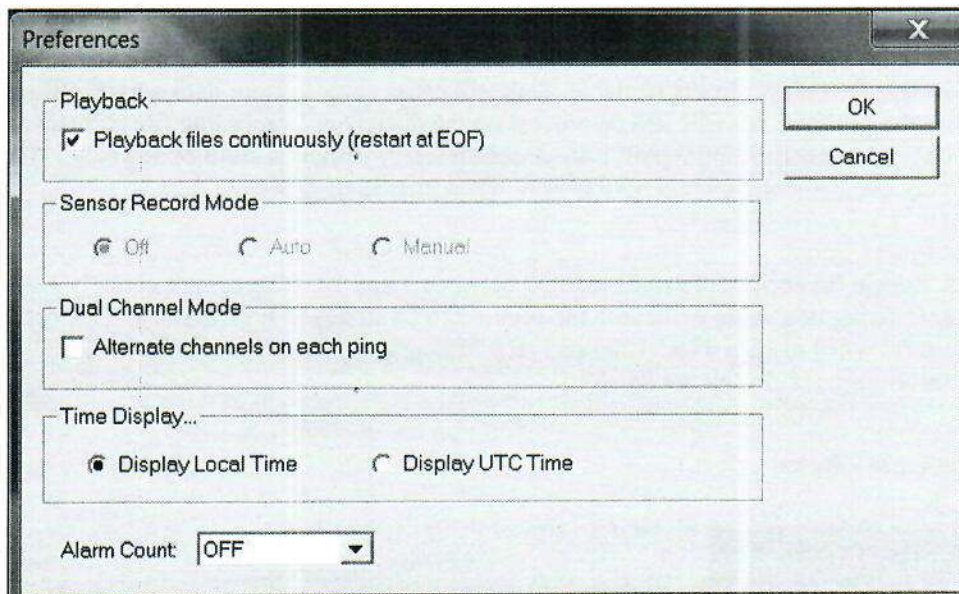 Preferences
X
Playback
Playback files continuously (restart at EOF)
OK
Cancel
Sensor Record Mode
Off Auto Manual
Dual Channel Mode
Alternate channels on each ping
Time Display...
Display Local Time Display UTC Time
Alarm Count: OFF